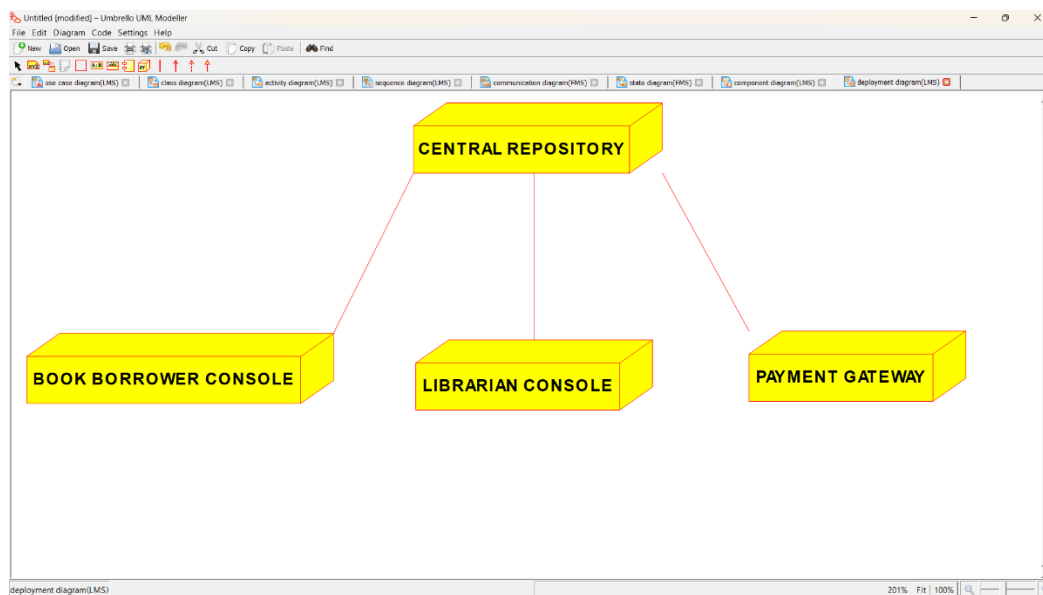 Untitled [modified] – Umbrello UML Modeller
File Edit Diagram Code Settings Help
New Open Save Cut Copy Paste Find
use case diagram(LMS) class diagram(LMS) activity diagram(LMS) sequence diagram(LMS) communication diagram(FMS) state diagram(FMS) component diagram(LMS) deployment diagram(LMS)
CENTRAL REPOSITORY
BOOK BORROWER CONSOLE
LIBRARIAN CONSOLE
PAYMENT GATEWAY
deployment diagram(LMS)
201% Fit 100%